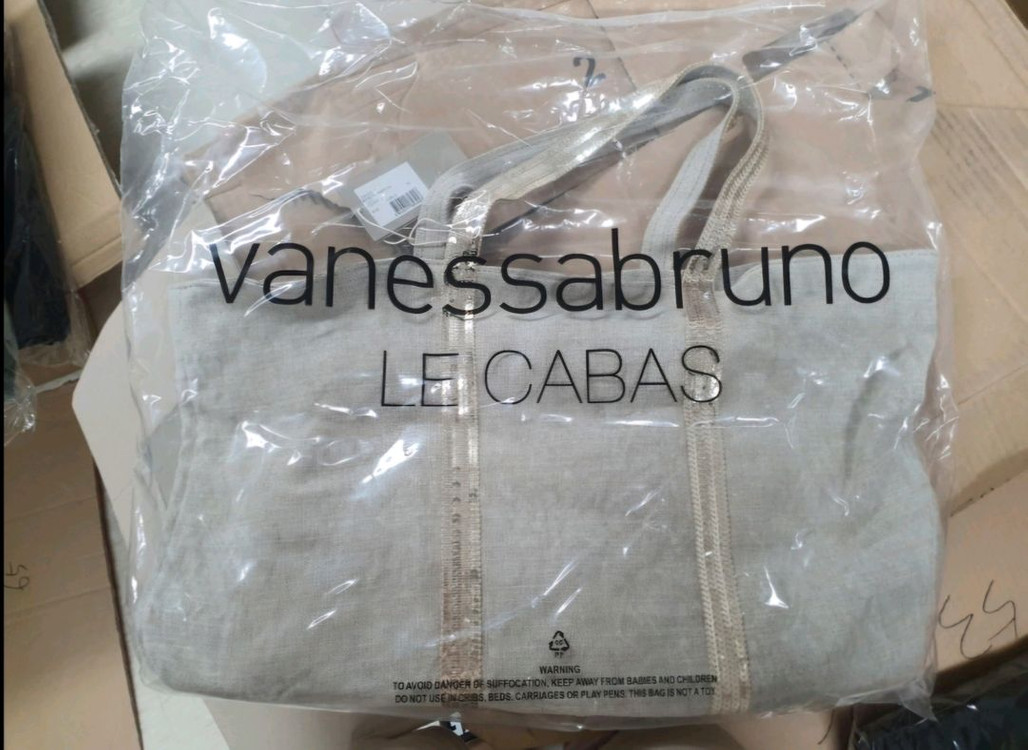 vanessabruno
LE CABAS
WARNING
TO AVOID DANGER OF SUFFOCATION, KEEP AWAY FROM BABIES AND CHILDREN
DO NOT USE IN CRIBS, BEDS, CARRIAGES OR PLAY PENS. THIS BAG IS NOT A TOY.